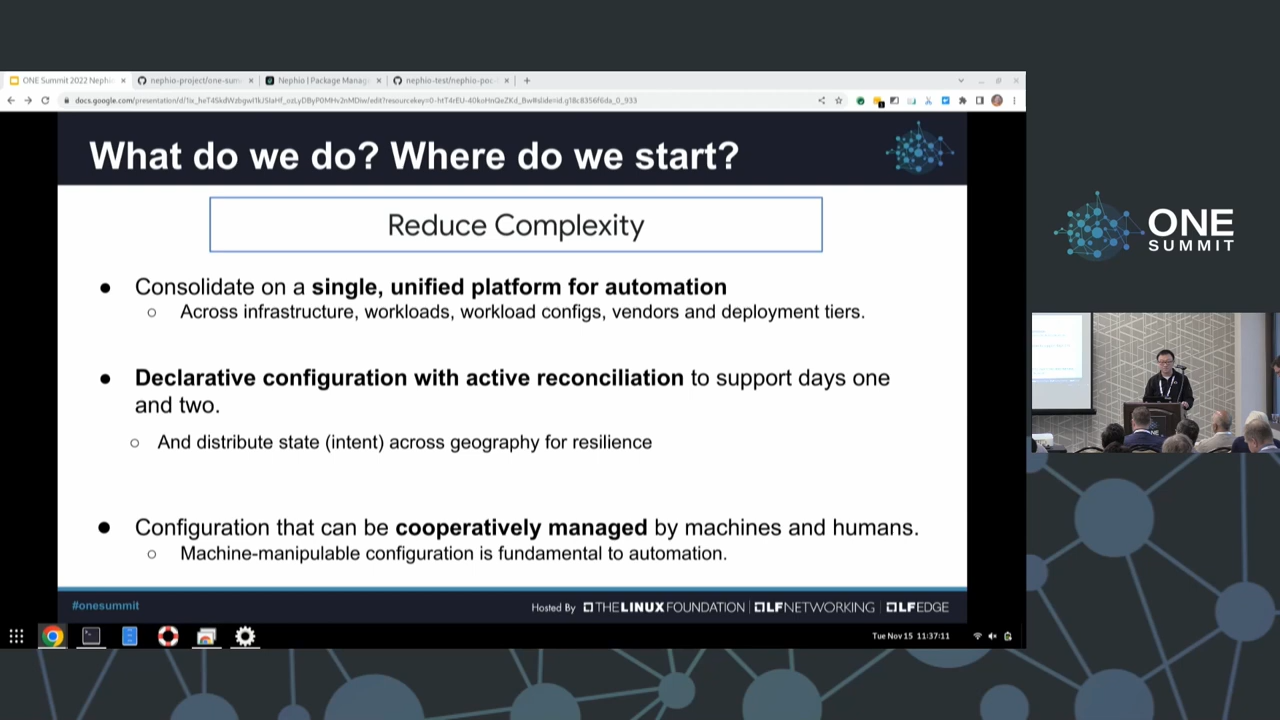 ONE Summit 2022 Nephi
nephio-project/one-sum
Nephio | Package Manag
nephio-test/nephio-poc
What do we do? Where do we start?
Reduce Complexity
● Consolidate on a single, unified platform for automation
○ Across infrastructure, workloads, workload configs, vendors and deployment tiers.
● Declarative configuration with active reconciliation to support days one
and two.
○ And distribute state (intent) across geography for resilience
● Configuration that can be cooperatively managed by machines and humans.
○ Machine-manipulable configuration is fundamental to automation.
#onesummit
Hosted By THE LINUX FOUNDATION | LF NETWORKING | LF EDGE
Tue Nov 15 11:37:11
ONE
SUMMIT